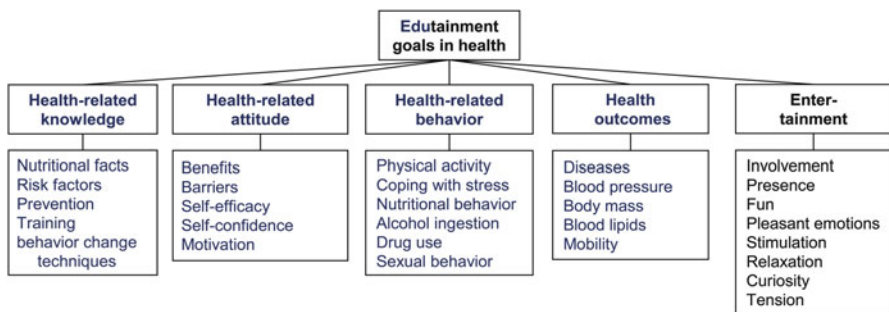 Edutainment
goals in health
Health-related
knowledge
Nutritional facts
Risk factors
Prevention
Training
behavior change
techniques
Health-related
attitude
Benefits
Barriers
Self-efficacy
Self-confidence
Motivation
Health-related
behavior
Physical activity
Coping with stress
Nutritional behavior
Alcohol ingestion
Drug use
Sexual behavior
Health
outcomes
Diseases
Blood pressure
Body mass
Blood lipids
Mobility
Enter-
tainment
Involvement
Presence
Fun
Pleasant emotions
Stimulation
Relaxation
Curiosity
Tension